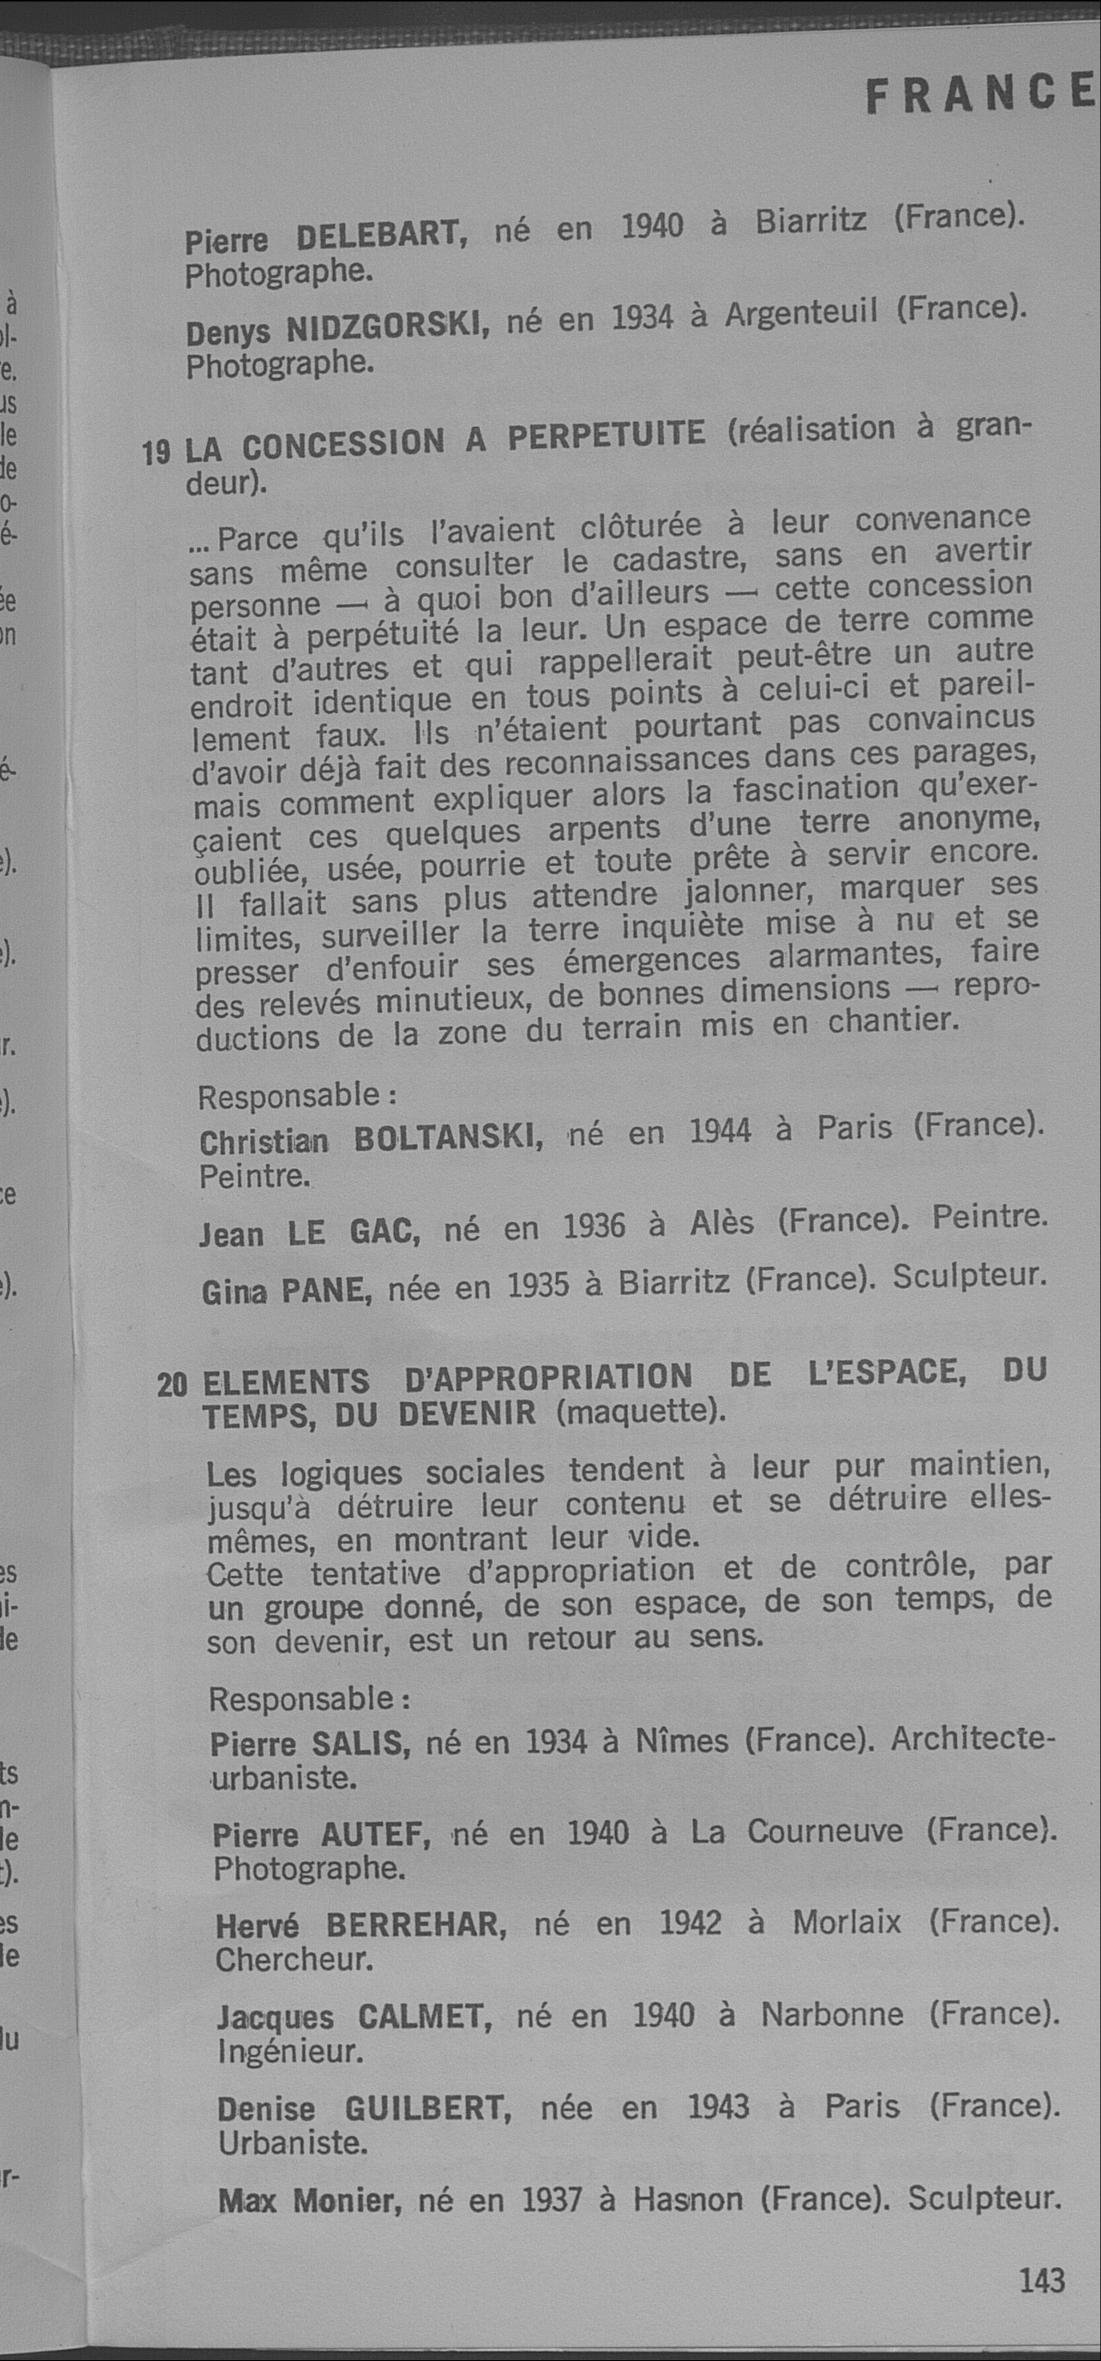 FRANCE
Pierre DELEBART, né en 1940 à Biarritz (France).
Photographe.
Denys NIDZGORSKI, né en 1934 à Argenteuil (France).
Photographe.
19 LA CONCESSION A PERPETUITE (réalisation à gran-
deur).
... Parce qu'ils l'avaient clôturée à leur convenance
sans même consulter le cadastre, sans en avertir
personne — à quoi bon d'ailleurs — cette concession
était à perpétuité la leur. Un espace de terre comme
tant d'autres et qui rappellerait peut-être un autre
endroit identique en tous points à celui-ci et pareil-
lement faux. Ils n'étaient pourtant pas convaincus
d'avoir déjà fait des reconnaissances dans ces parages,
mais comment expliquer alors la fascination qu'exer-
çaient ces quelques arpents d'une terre anonyme,
oubliée, usée, pourrie et toute prête à servir encore.
Il fallait sans plus attendre jalonner, marquer ses
limites, surveiller la terre inquiète mise à nu et se
presser d'enfouir ses émergences alarmantes, faire
des relevés minutieux, de bonnes dimensions — repro-
ductions de la zone du terrain mis en chantier.
Responsable :
Christian BOLTANSKI, né en 1944 à Paris (France).
Peintre.
Jean LE GAC, né en 1936 à Alès (France). Peintre.
Gina PANE, née en 1935 à Biarritz (France). Sculpteur.
20 ELEMENTS D'APPROPRIATION DE L'ESPACE, DU
TEMPS, DU DEVENIR (maquette).
Les logiques sociales tendent à leur pur maintien,
jusqu'à détruire leur contenu et se détruire elles-
mêmes, en montrant leur vide.
Cette tentative d'appropriation et de contrôle, par
un groupe donné, de son espace, de son temps, de
son devenir, est un retour au sens.
Responsable :
Pierre SALIS, né en 1934 à Nîmes (France). Architecte-
urbaniste.
Pierre AUTEF, né en 1940 à La Courneuve (France).
Photographe.
Hervé BERREHAR, né en 1942 à Morlaix (France).
Chercheur.
Jacques CALMET, né en 1940 à Narbonne (France).
Ingénieur.
Denise GUILBERT, née en 1943 à Paris (France).
Urbaniste.
Max Monier, né en 1937 à Hasnon (France). Sculpteur.
143